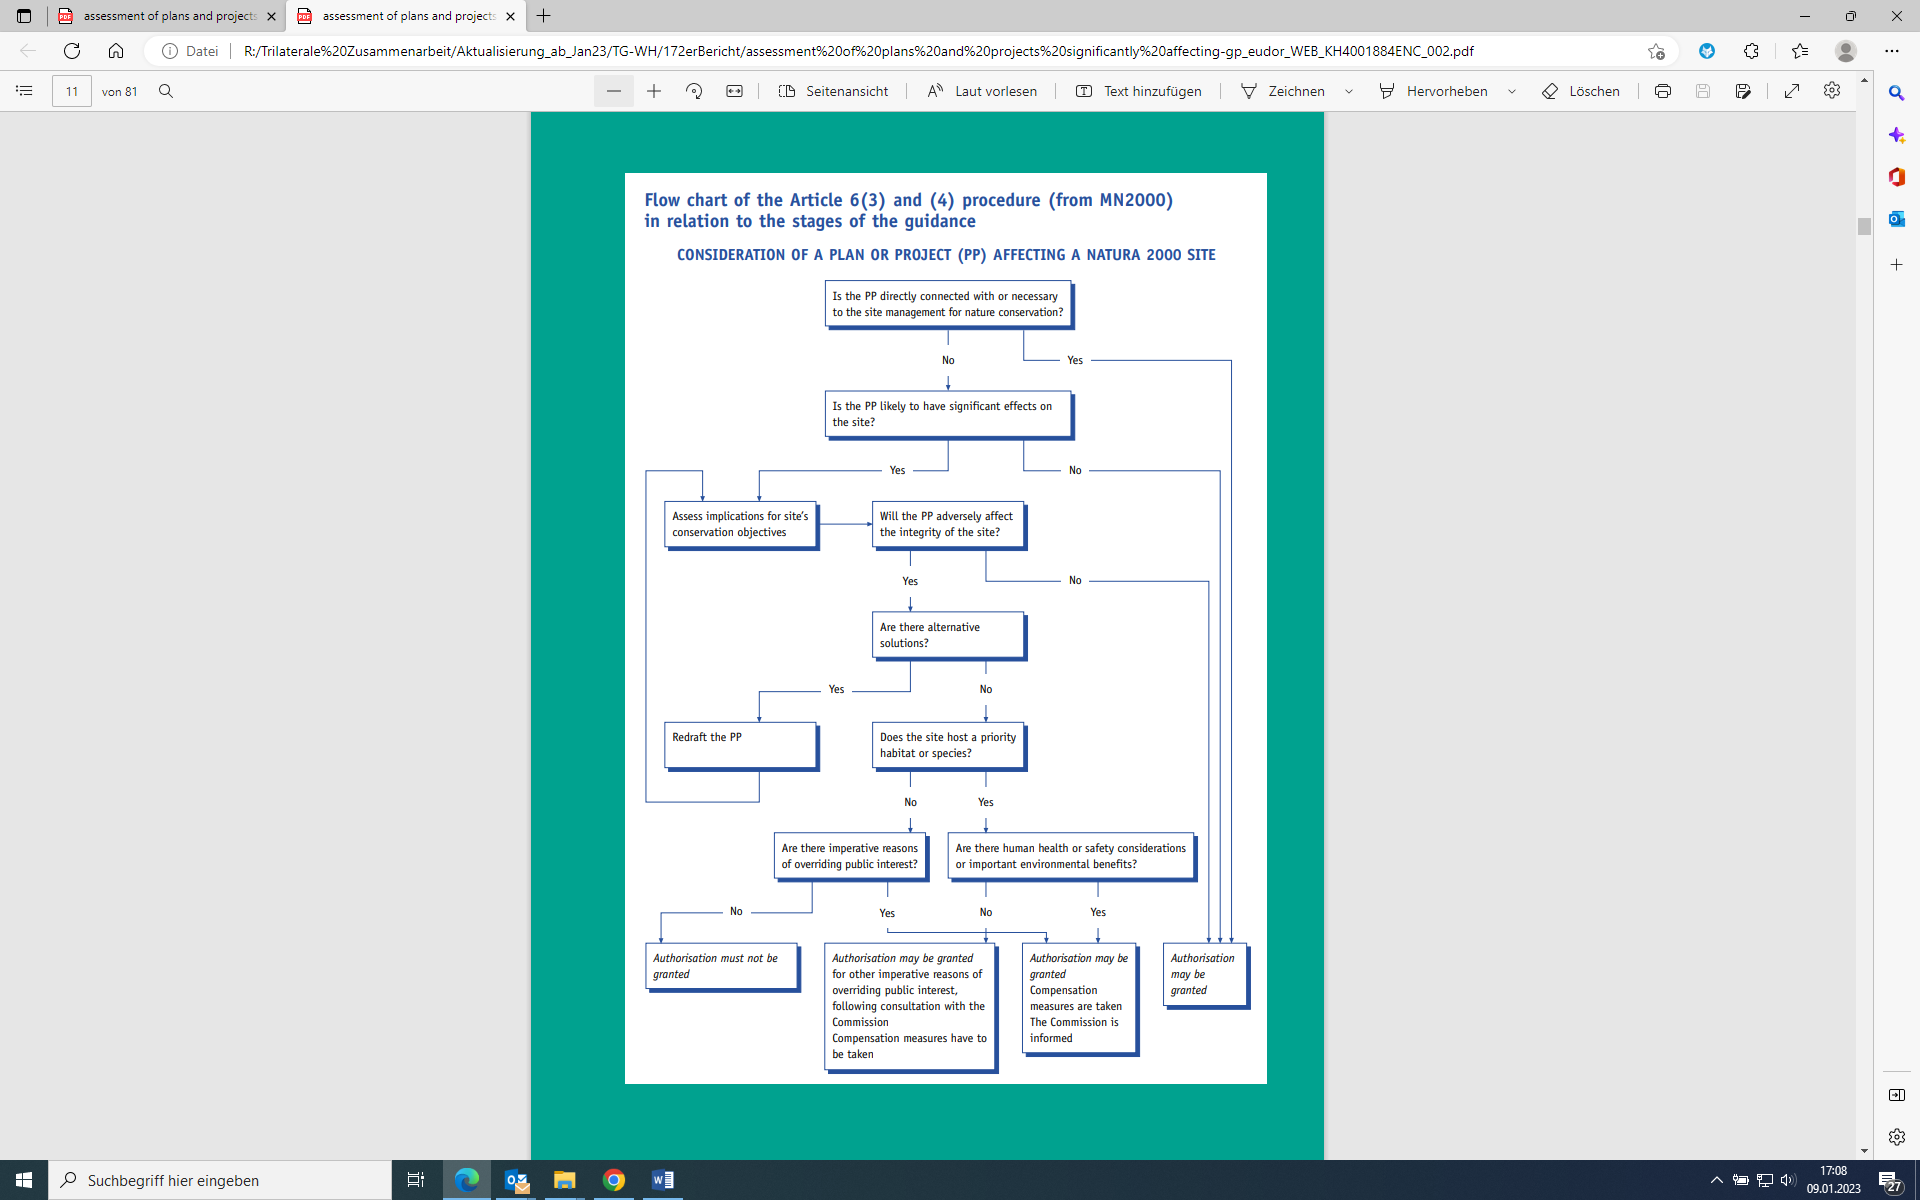 assessment of plans and projects
assessment of plans and projects
Datei
R:/Trilaterale%20Zusammenarbeit/Aktualisierung_ab_Jan23/TG-WH/172erBericht/assessment%20of%20plans%20and%20projects%20significantly%20affecting-gp_eudor_WEB_KH4001884ENC_002.pdf
11 von 81
Seitenansicht
Laut vorlesen
Text hinzufügen
Zeichnen
Hervorheben
Löschen
Flow chart of the Article 6(3) and (4) procedure (from MN2000)
in relation to the stages of the guidance
CONSIDERATION OF A PLAN OR PROJECT (PP) AFFECTING A NATURA 2000 SITE
Is the PP directly connected with or necessary
to the site management for nature conservation?
No
Yes
Is the PP likely to have significant effects on
the site?
Yes
No
Assess implications for site's
conservation objectives
Will the PP adversely affect
the integrity of the site?
Yes
No
Are there alternative
solutions?
Yes
No
Redraft the PP
Does the site host a priority
habitat or species?
No
Yes
Are there imperative reasons
of overriding public interest?
Are there human health or safety considerations
or important environmental benefits?
No
Yes
No
Yes
Authorisation must not be
granted
Authorisation may be granted
for other imperative reasons of
overriding public interest,
following consultation with the
Commission
Compensation measures have to
be taken
Authorisation may be
granted
Compensation
measures are taken
The Commission is
informed
Authorisation
may be
granted
Suchbegriff hier eingeben
17:08
09.01.2023
27